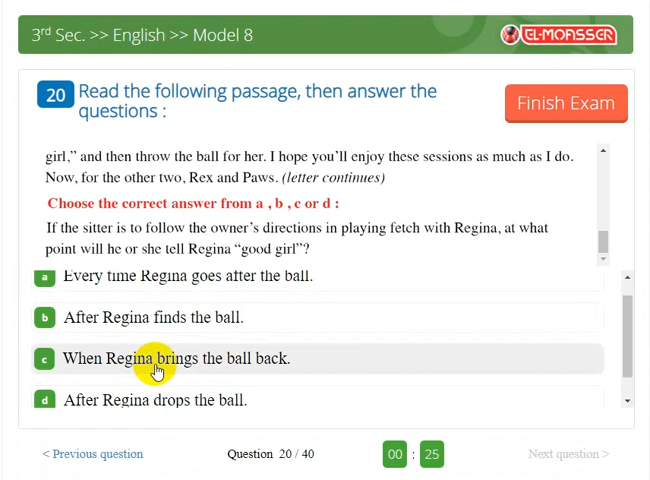 3rd Sec. >> English >> Model 8
EL-MOASSER
20 Read the following passage, then answer the
questions :
Finish Exam
girl,” and then throw the ball for her. I hope you’ll enjoy these sessions as much as I do.
Now, for the other two, Rex and Paws. (letter continues)
Choose the correct answer from a , b , c or d :
If the sitter is to follow the owner’s directions in playing fetch with Regina, at what
point will he or she tell Regina “good girl”?
a Every time Regina goes after the ball.
b After Regina finds the ball.
c When Regina brings the ball back.
d After Regina drops the ball.
< Previous question
Question 20 / 40
00 : 25
Next question >